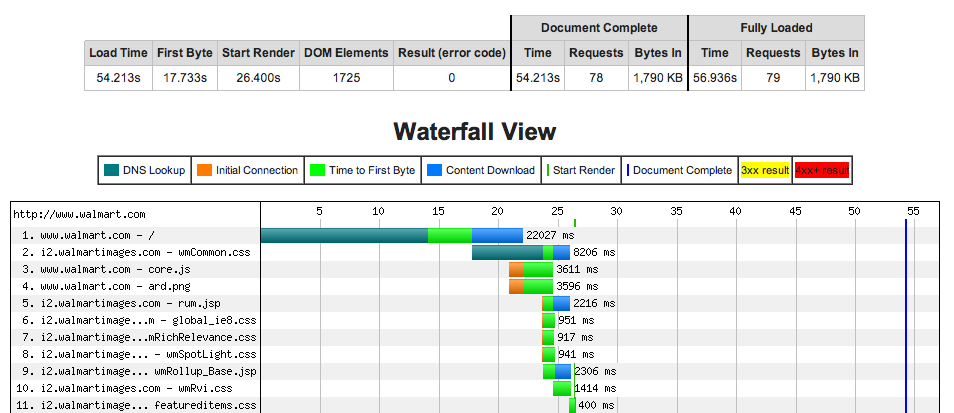 Document Complete Fully Loaded
Load Time First Byte Start Render DOM Elements Result (error code) Time Requests Bytes In Time Requests Bytes In
54.213s 17.733s 26.400s 1725 0 54.213s 78 1,790 KB 56.936s 79 1,790 KB
Waterfall View
DNS Lookup Initial Connection Time to First Byte Content Download Start Render Document Complete 3xx result 4xx+ result
http://www.walmart.com 5 10 15 20 25 30 35 40 45 50 55
1. www.walmart.com - / 22027 ms
2. i2.walmartimages.com - wmCommon.css 8206 ms
3. www.walmart.com - core.js 3611 ms
4. www.walmart.com - ard.png 3596 ms
5. i2.walmartimages.com - rum.jsp 2216 ms
6. i2.walmartimage...m - global_ie8.css 951 ms
7. i2.walmartimage...mRichRelevance.css 917 ms
8. i2.walmartimage... - wmSpotLight.css 941 ms
9. i2.walmartimage... wmRollup_Base.jsp 2306 ms
10. i2.walmartimages.com - wmRvi.css 1414 ms
11. i2.walmartimage... featureditems.css 400 ms